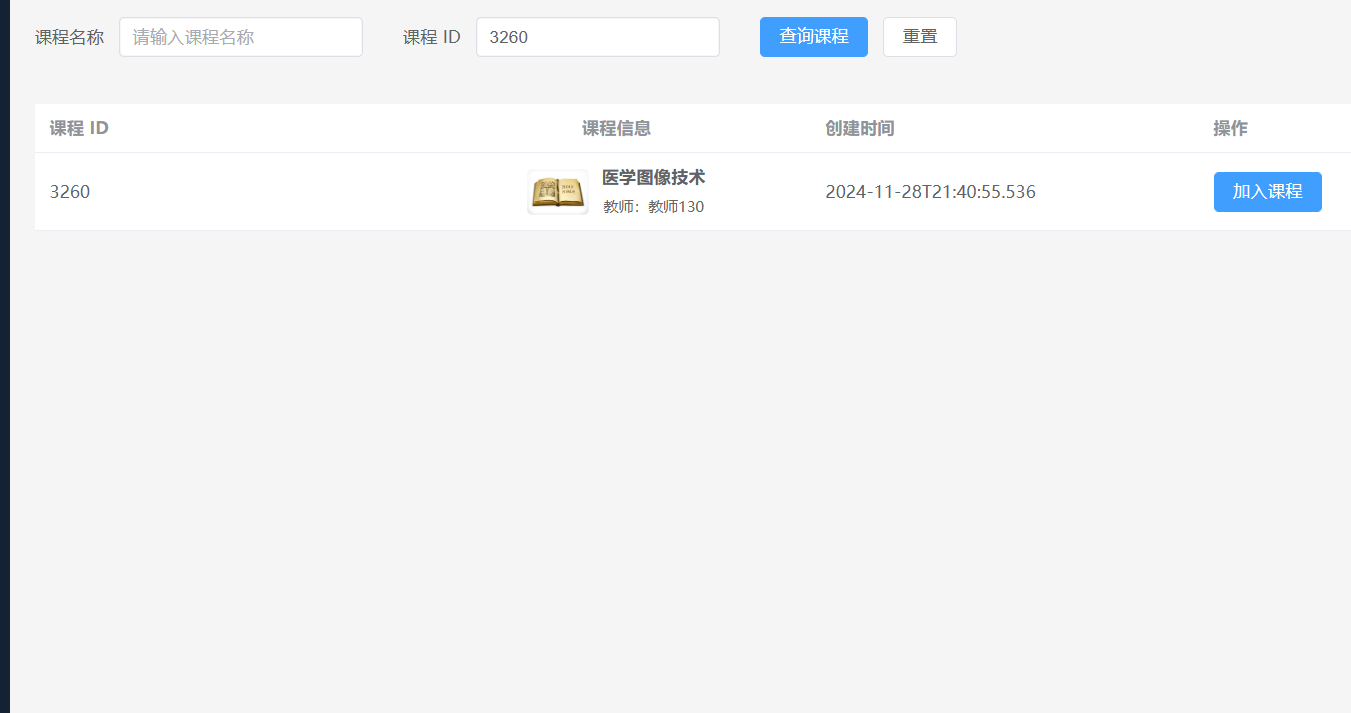 课程名称 请输入课程名称 课程 ID 3260 查询课程 重置
课程 ID 课程信息 创建时间 操作
3260 医学图像技术 2024-11-28T21:40:55.536 加入课程
教师：教师130